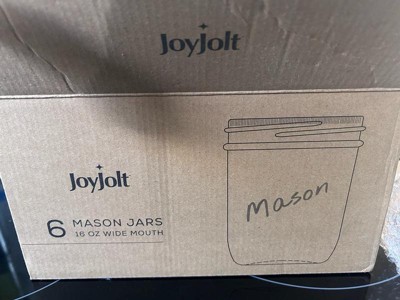 JoyJolt
JoyJolt
6 MASON JARS
16 OZ WIDE MOUTH
Mason